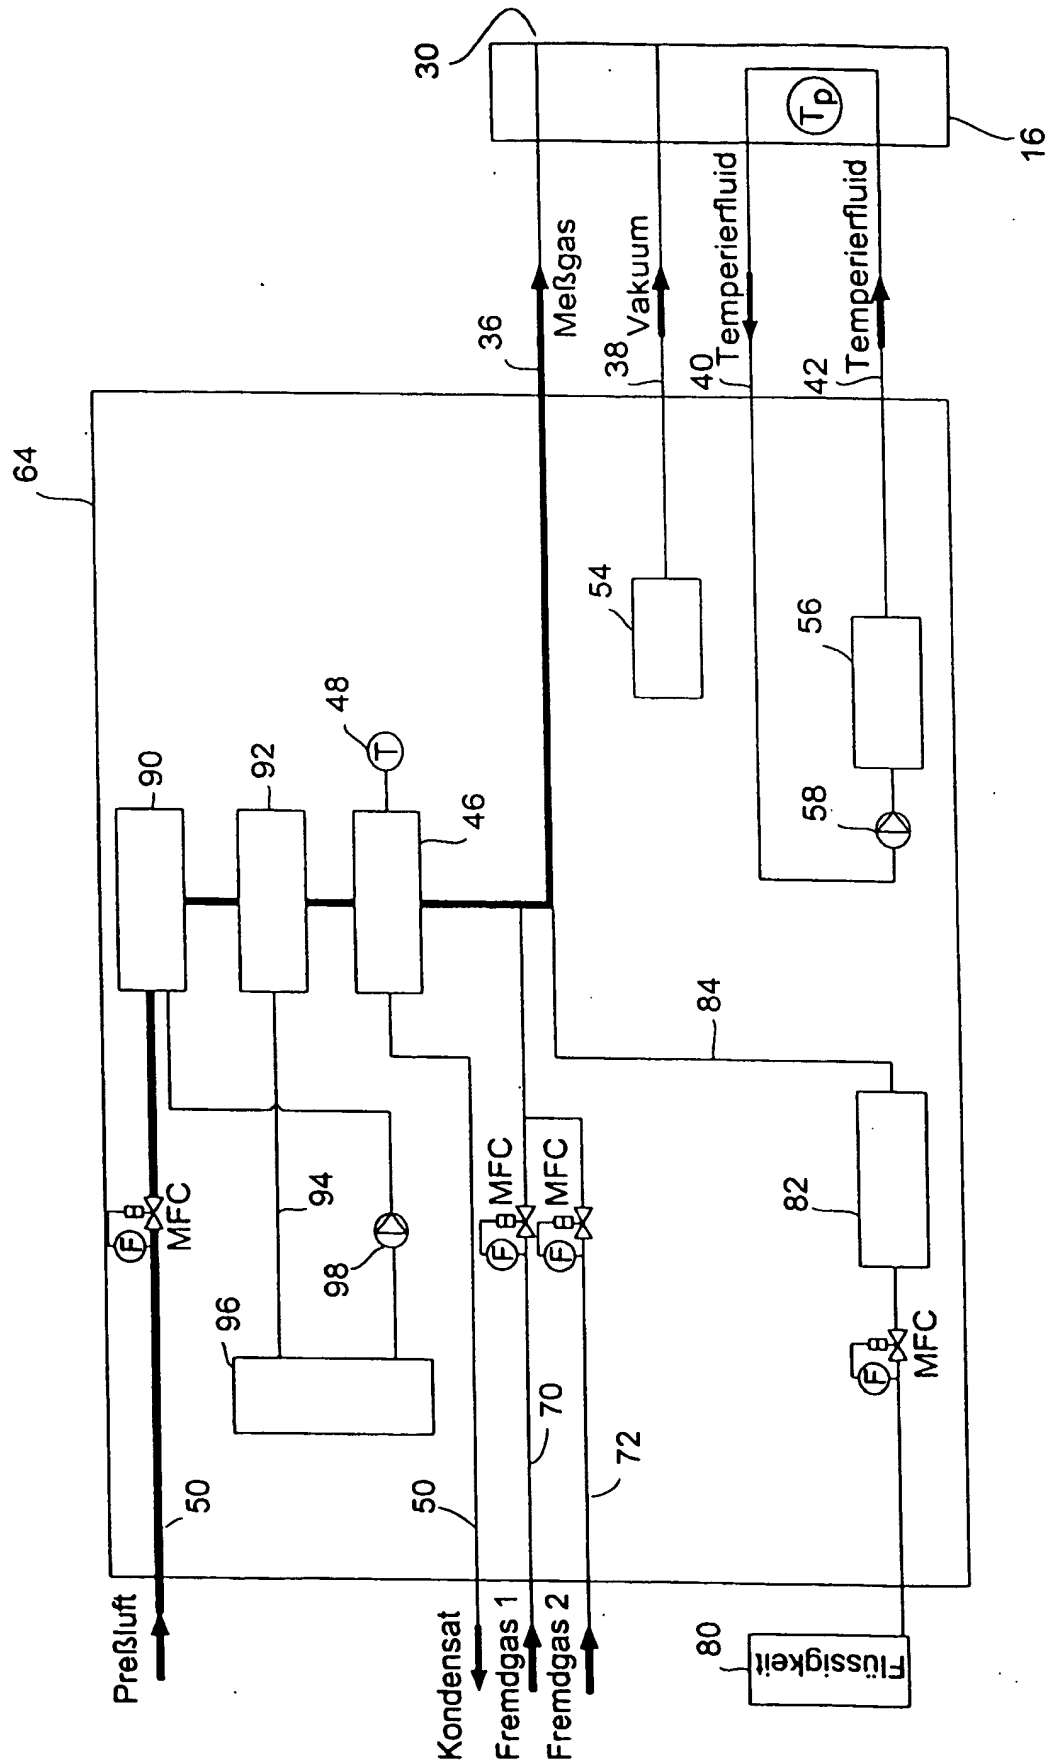 64
Preßluft
50
MFC
F
90
92
48
T
46
96
94
98
Kondensat
50
Fremdgas 1
70
F
MFC
Fremdgas 2
72
F
MFC
80
Flüssigkeit
F
MFC
82
84
54
56
58
36
Meßgas
38
Vakuum
40
Temperierfluid
42
Temperierfluid
30
Tp
16